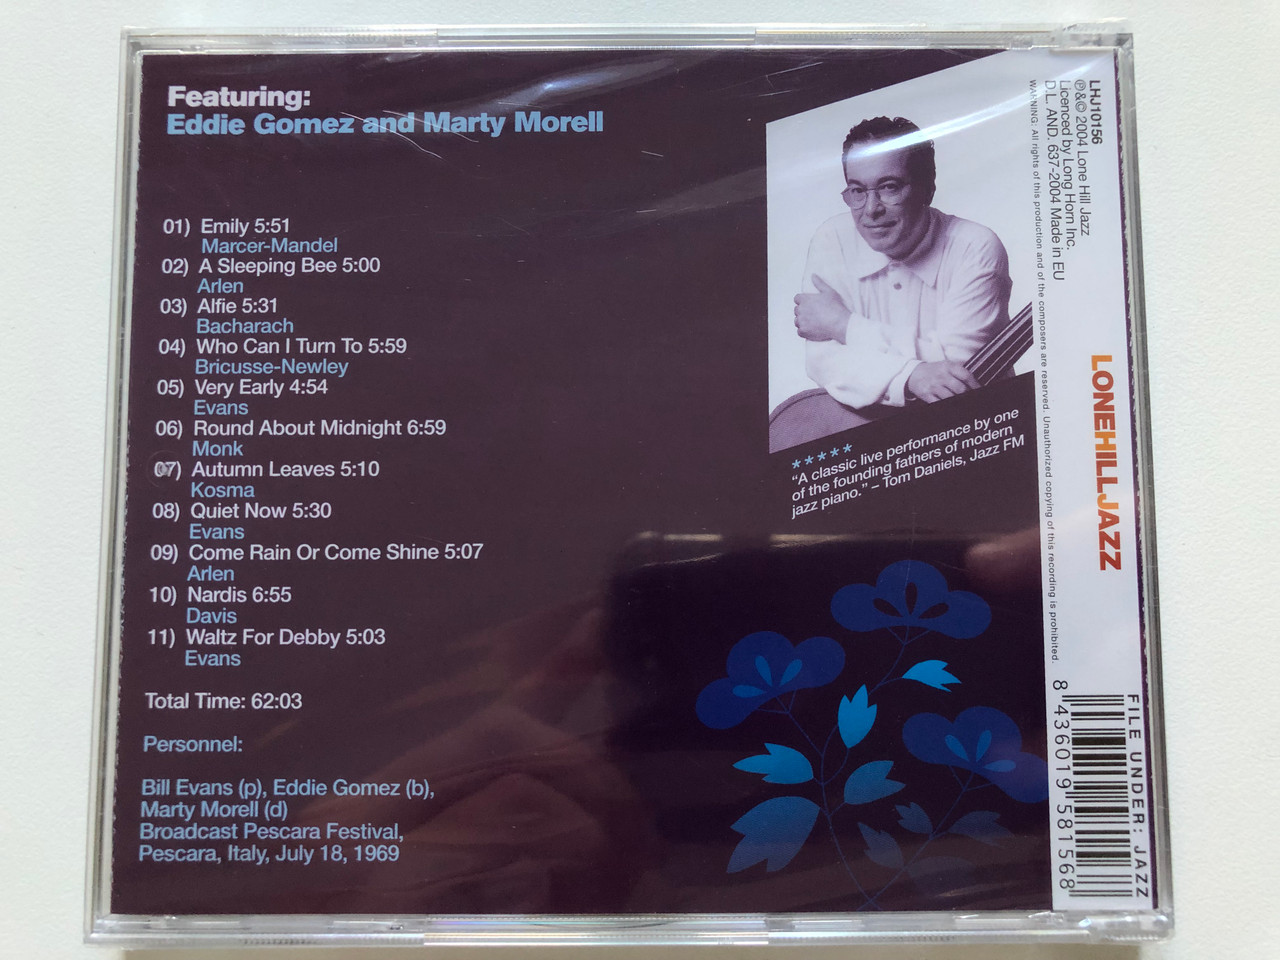 Featuring:
Eddie Gomez and Marty Morell
01) Emily 5:51
Marcer-Mandel
02) A Sleeping Bee 5:00
Arlen
03) Alfie 5:31
Bacharach
04) Who Can I Turn To 5:59
Bricusse-Newley
05) Very Early 4:54
Evans
06) Round About Midnight 6:59
Monk
07) Autumn Leaves 5:10
Kosma
08) Quiet Now 5:30
Evans
09) Come Rain Or Come Shine 5:07
Arlen
10) Nardis 6:55
Davis
11) Waltz For Debby 5:03
Evans
Total Time: 62:03
Personnel:
Bill Evans (p), Eddie Gomez (b),
Marty Morell (d)
Broadcast Pescara Festival,
Pescara, Italy, July 18, 1969
*****
“A classic live performance by one
of the founding fathers of modern
jazz piano.” – Tom Daniels, Jazz FM
LHJ10156
℗&© 2004 Lone Hill Jazz
Licenced by Long Horn Inc.
D.L. AND. 637-2004 Made in EU
WARNING: All rights of this production and of the composers are reserved. Unauthorized copying of this recording is prohibited.
LONEHILLJAZZ
FILE UNDER: JAZZ
8 436019 581568